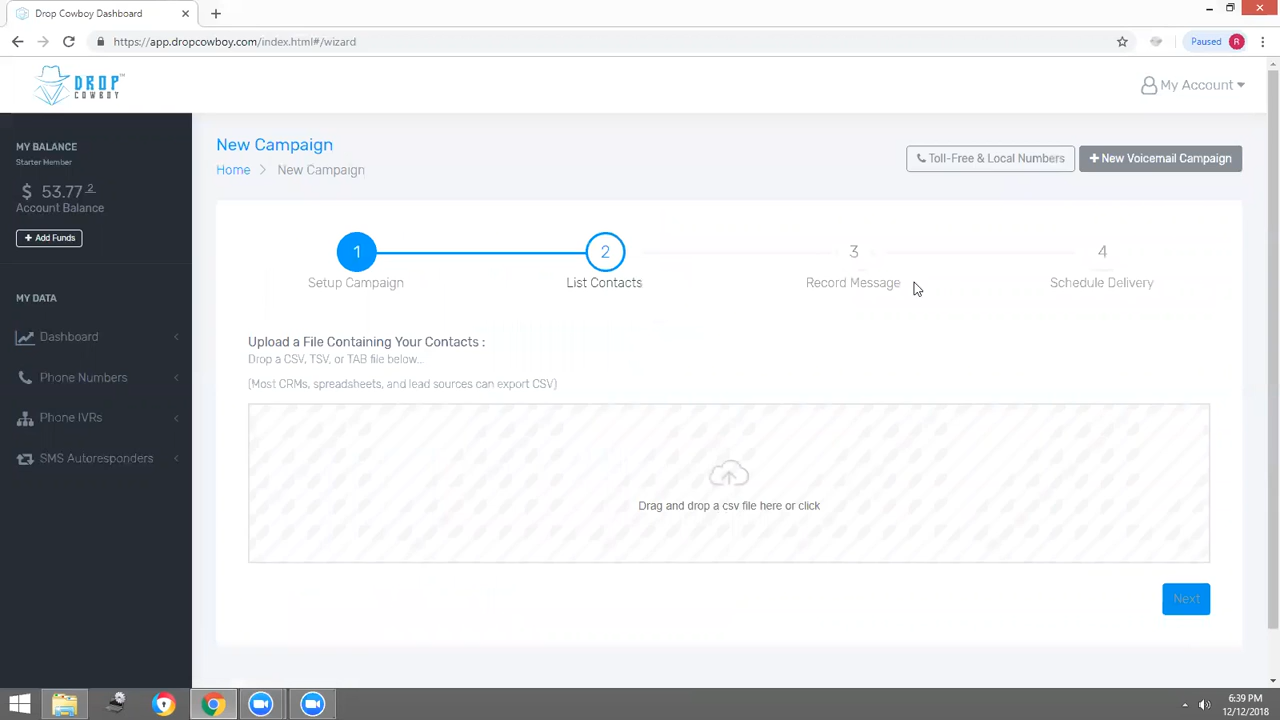 Drop Cowboy Dashboard
https://app.dropcowboy.com/index.html#/wizard
Paused R
DROP COWBOY™
My Account
MY BALANCE
Starter Member
$ 53.77 2
Account Balance
+ Add Funds
MY DATA
Dashboard
Phone Numbers
Phone IVRs
SMS Autoresponders
New Campaign
Home > New Campaign
Toll-Free & Local Numbers
+ New Voicemail Campaign
1
2
3
4
Setup Campaign
List Contacts
Record Message
Schedule Delivery
Upload a File Containing Your Contacts :
Drop a CSV, TSV, or TAB file below...
(Most CRMs, spreadsheets, and lead sources can export CSV)
Drag and drop a csv file here or click
Next
6:39 PM
12/12/2018